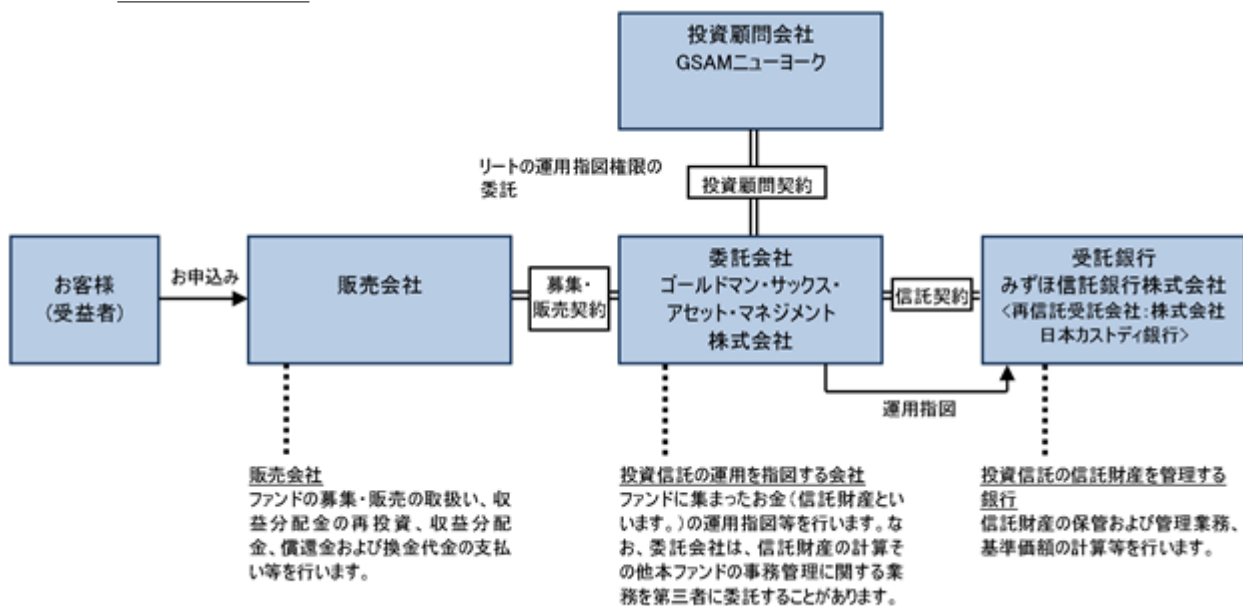 投資顧問会社
GSAMニューヨーク
リートの運用指図権限の
委託
投資顧問契約
お客様
(受益者)
お申込み
販売会社
募集・
販売契約
委託会社
ゴールドマン・サックス・
アセット・マネジメント
株式会社
信託契約
受託銀行
みずほ信託銀行株式会社
<再信託受託会社:株式会社
日本カストディ銀行>
運用指図
販売会社
ファンドの募集・販売の取扱い、収
益分配金の再投資、収益分配
金、償還金および換金代金の支払
い等を行います。
投資信託の運用を指図する会社
ファンドに集まったお金(信託財産とい
います。)の運用指図等を行います。な
お、委託会社は、信託財産の計算そ
の他本ファンドの事務管理に関する業
務を第三者に委託することがあります。
投資信託の信託財産を管理する
銀行
信託財産の保管および管理業務、
基準価額の計算等を行います。